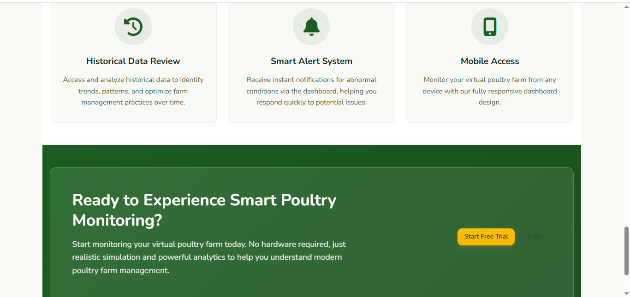 Historical Data Review
Access and analyze historical data to identify
trends, patterns, and optimize farm
management practices over time.
Smart Alert System
Receive instant notifications for abnormal
conditions via the dashboard, helping you
respond quickly to potential issues.
Mobile Access
Monitor your virtual poultry farm from any
device with our fully responsive dashboard
design.
Ready to Experience Smart Poultry
Monitoring?
Start monitoring your virtual poultry farm today. No hardware required, just
realistic simulation and powerful analytics to help you understand modern
poultry farm management.
Start Free Trial
Login